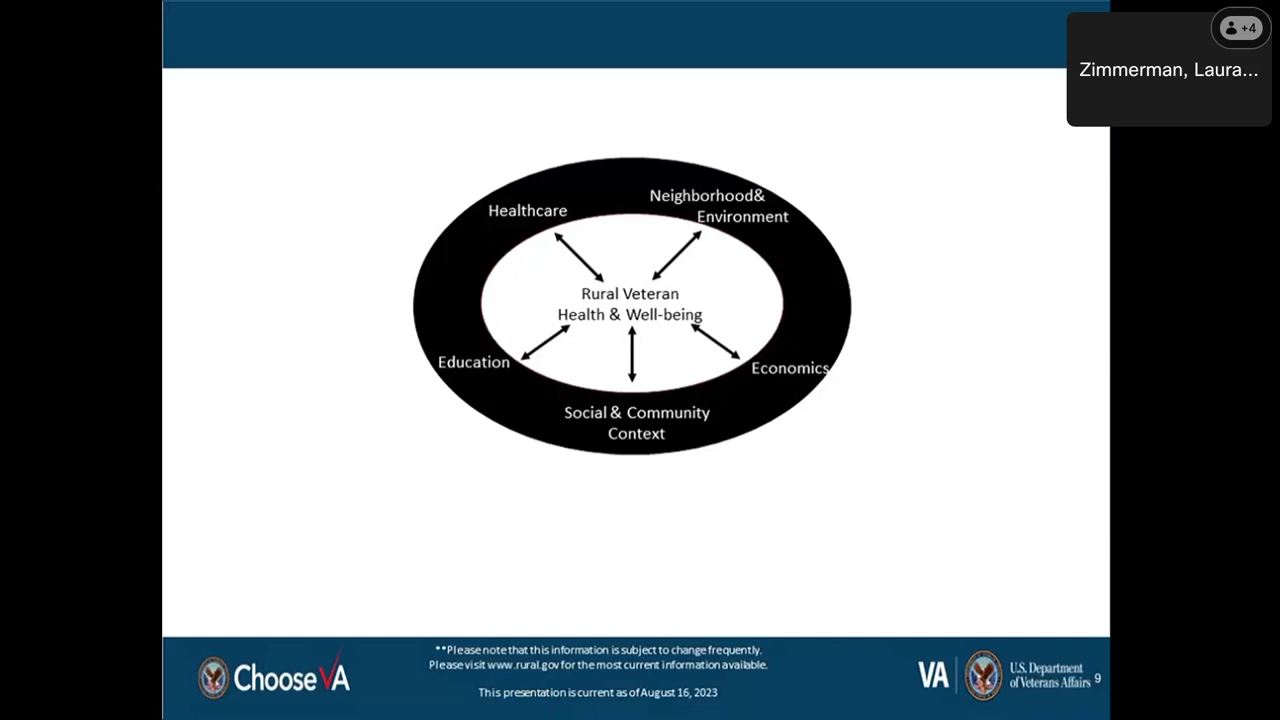 +4
Zimmerman, Laura...
Neighborhood&
Environment
Healthcare
Rural Veteran
Health & Well-being
Education
Economics
Social & Community
Context
**Please note that this information is subject to change frequently.
Please visit www.rural.gov for the most current information available.
This presentation is current as of August 16, 2023
Choose VA
VA
U.S. Department
of Veterans Affairs
9